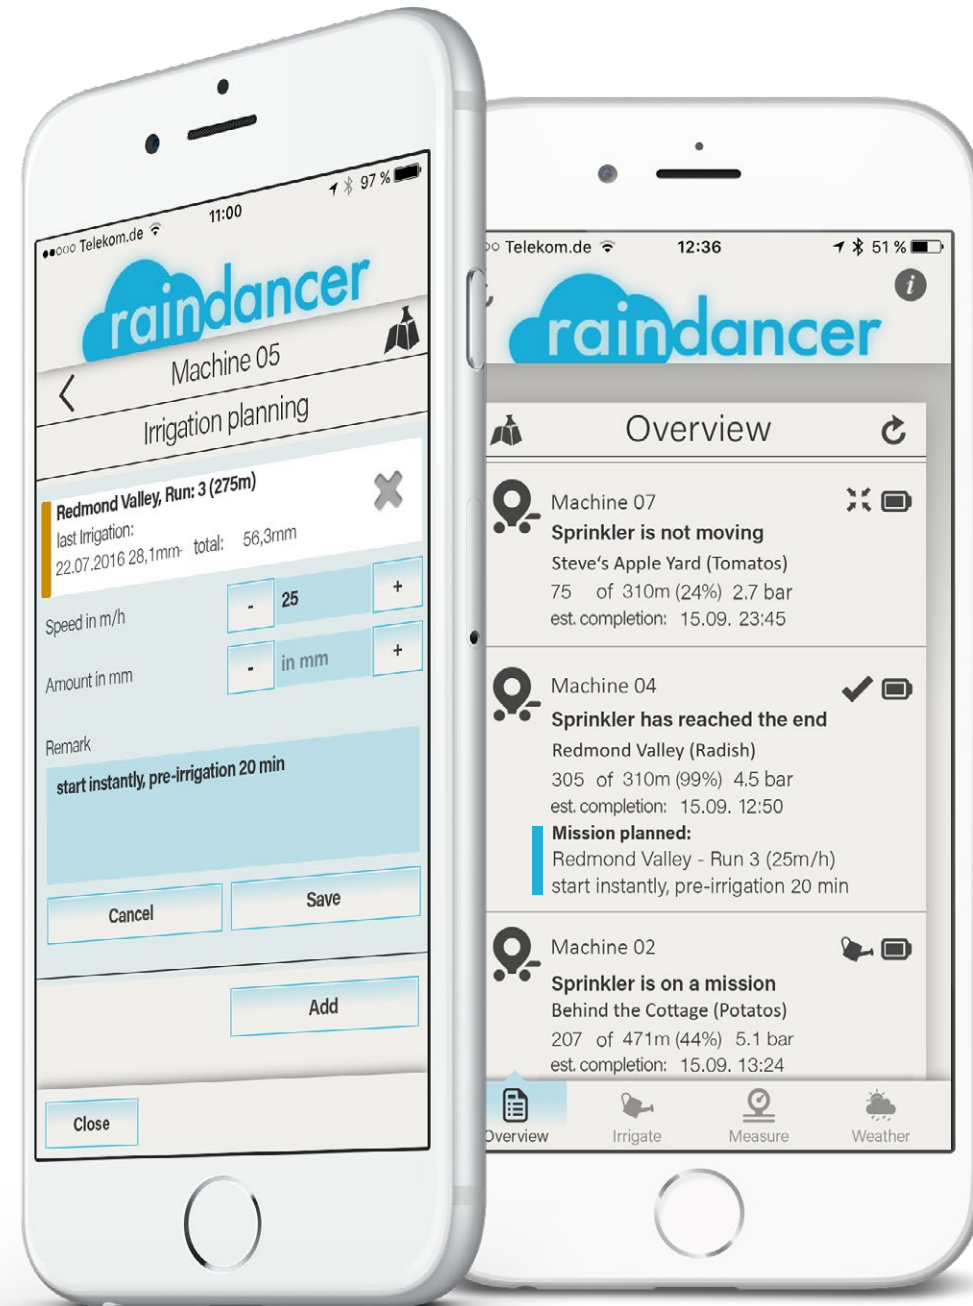 Telekom.de
11:00
97 %
raindancer
Machine 05
Irrigation planning
Redmond Valley, Run: 3 (275m)
last Irrigation:
22.07.2016 28,1mm- total: 56,3mm
Speed in m/h
-
25
+
Amount in mm
-
in mm
+
Remark
start instantly, pre-irrigation 20 min
Cancel
Save
Add
Close
Telekom.de
12:36
51 %
i
raindancer
Overview
Machine 07
Sprinkler is not moving
Steve's Apple Yard (Tomatos)
75 of 310m (24%) 2.7 bar
est. completion: 15.09. 23:45
Machine 04
Sprinkler has reached the end
Redmond Valley (Radish)
305 of 310m (99%) 4.5 bar
est. completion: 15.09. 12:50
Mission planned:
Redmond Valley - Run 3 (25m/h)
start instantly, pre-irrigation 20 min
Machine 02
Sprinkler is on a mission
Behind the Cottage (Potatos)
207 of 471m (44%) 5.1 bar
est. completion: 15.09. 13:24
Overview
Irrigate
Measure
Weather